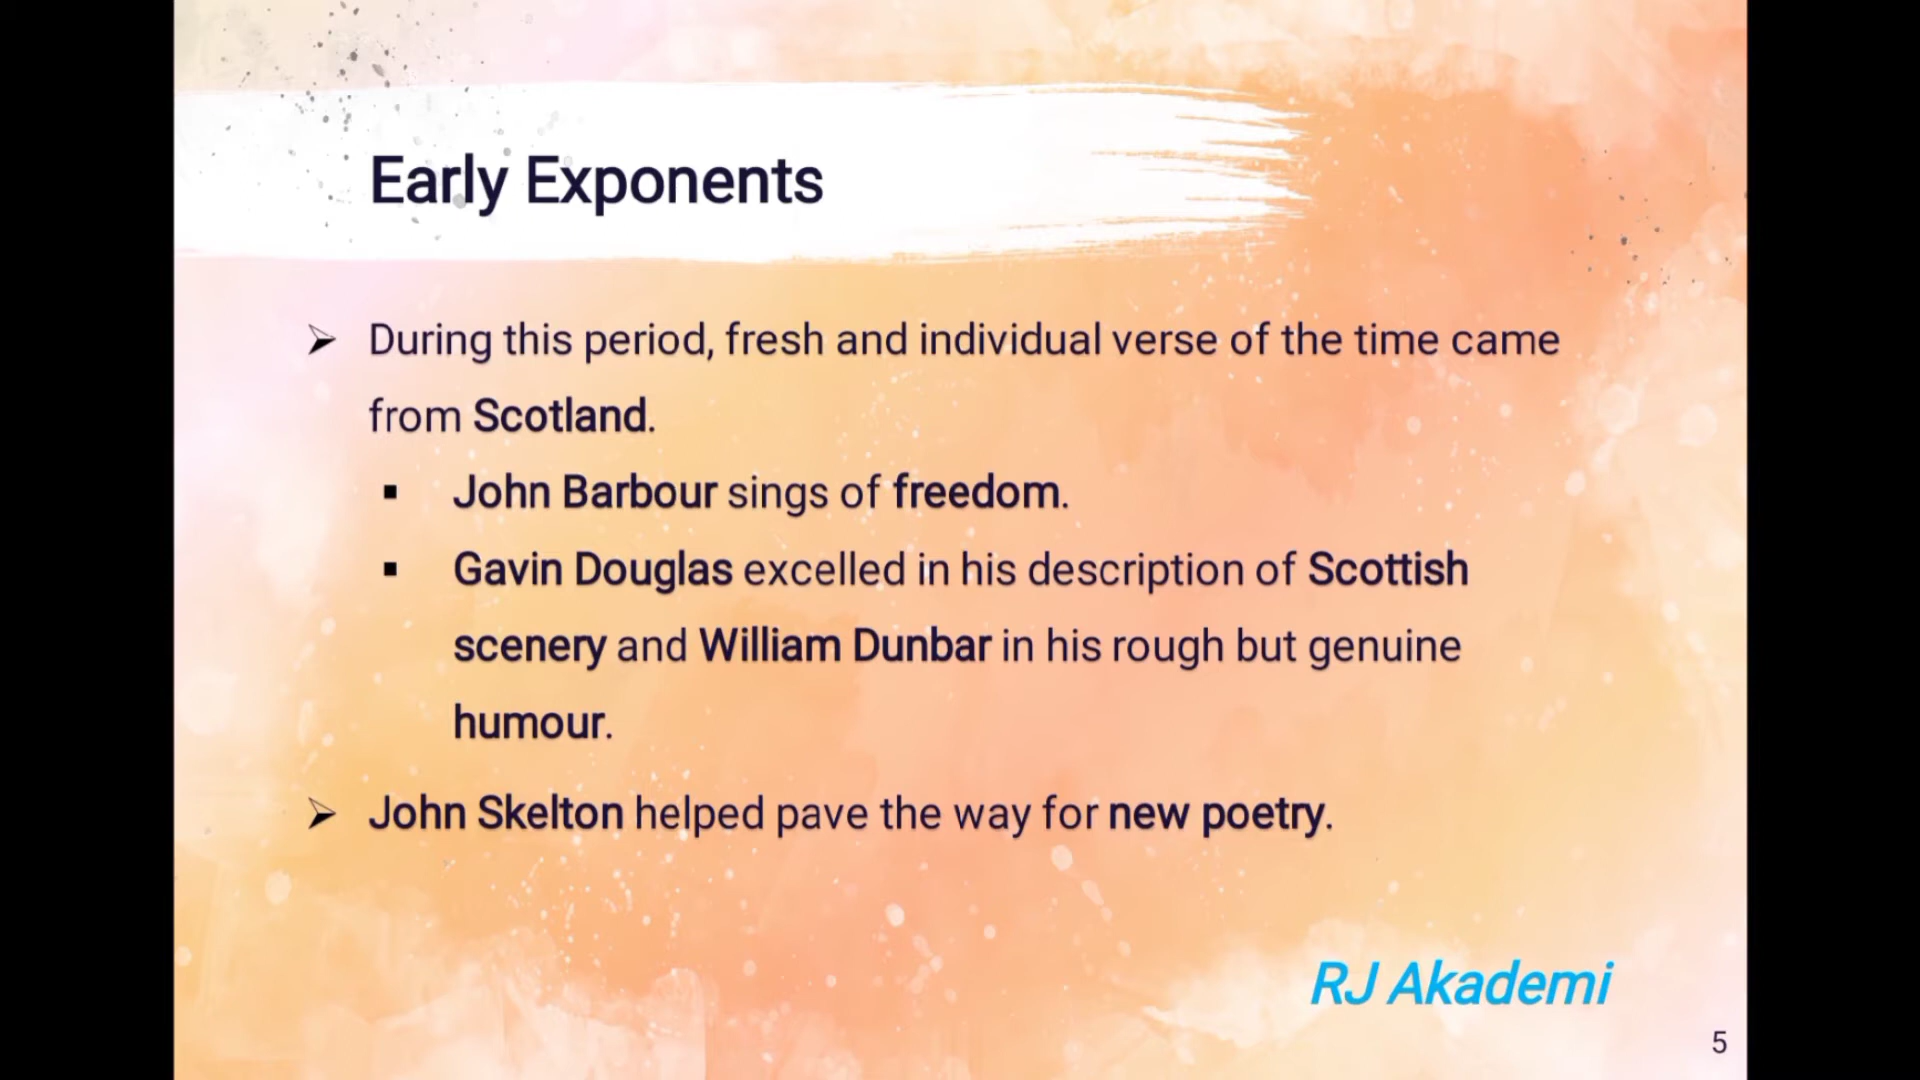 Early Exponents
➢ During this period, fresh and individual verse of the time came
from Scotland.
▪ John Barbour sings of freedom.
▪ Gavin Douglas excelled in his description of Scottish
scenery and William Dunbar in his rough but genuine
humour.
➢ John Skelton helped pave the way for new poetry.
RJ Akademi
5